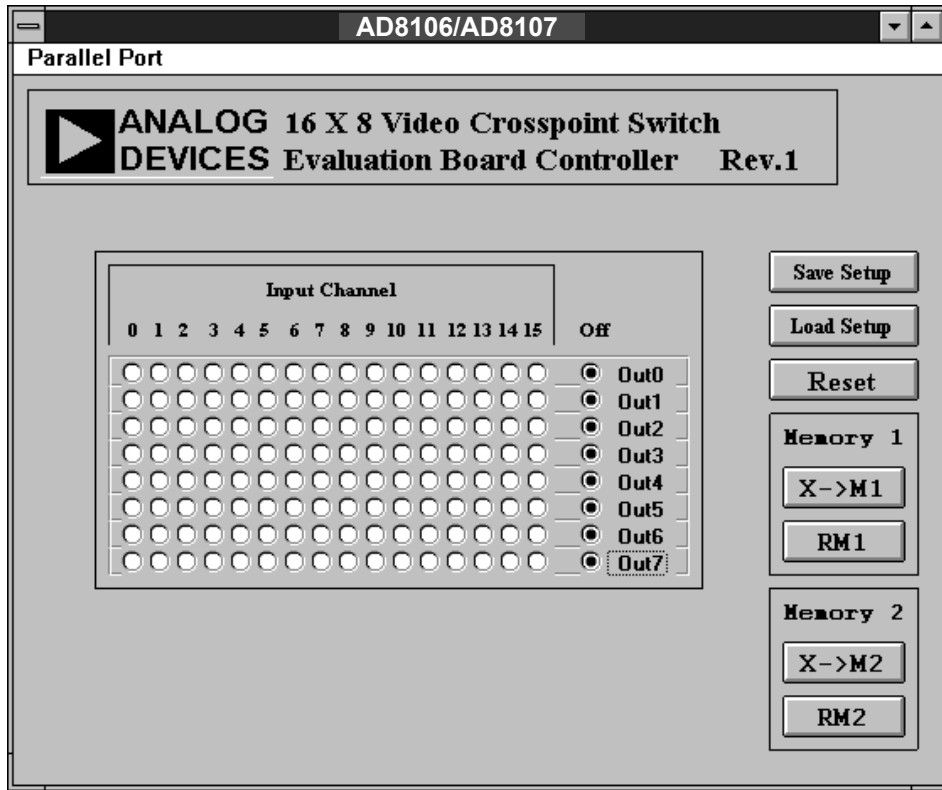 AD8106/AD8107
Parallel Port
ANALOG DEVICES
16 X 8 Video Crosspoint Switch
Evaluation Board Controller Rev.1
Input Channel
0 1 2 3 4 5 6 7 8 9 10 11 12 13 14 15 Off
Out0
Out1
Out2
Out3
Out4
Out5
Out6
Out7
Save Setup
Load Setup
Reset
Memory 1
X->M1
RM1
Memory 2
X->M2
RM2